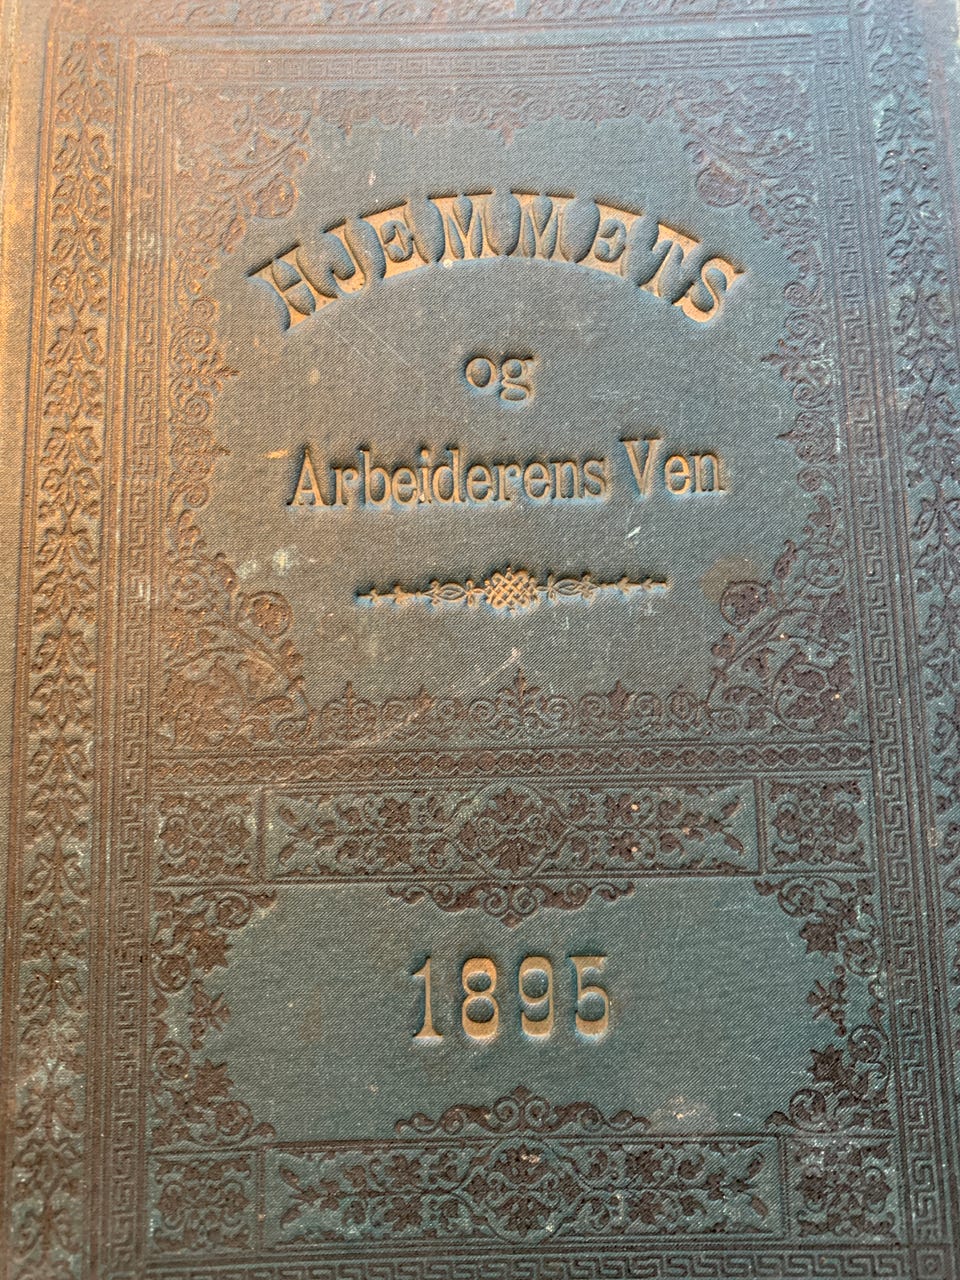 HJEMMETS
og
Arbeiderens Ven
1895